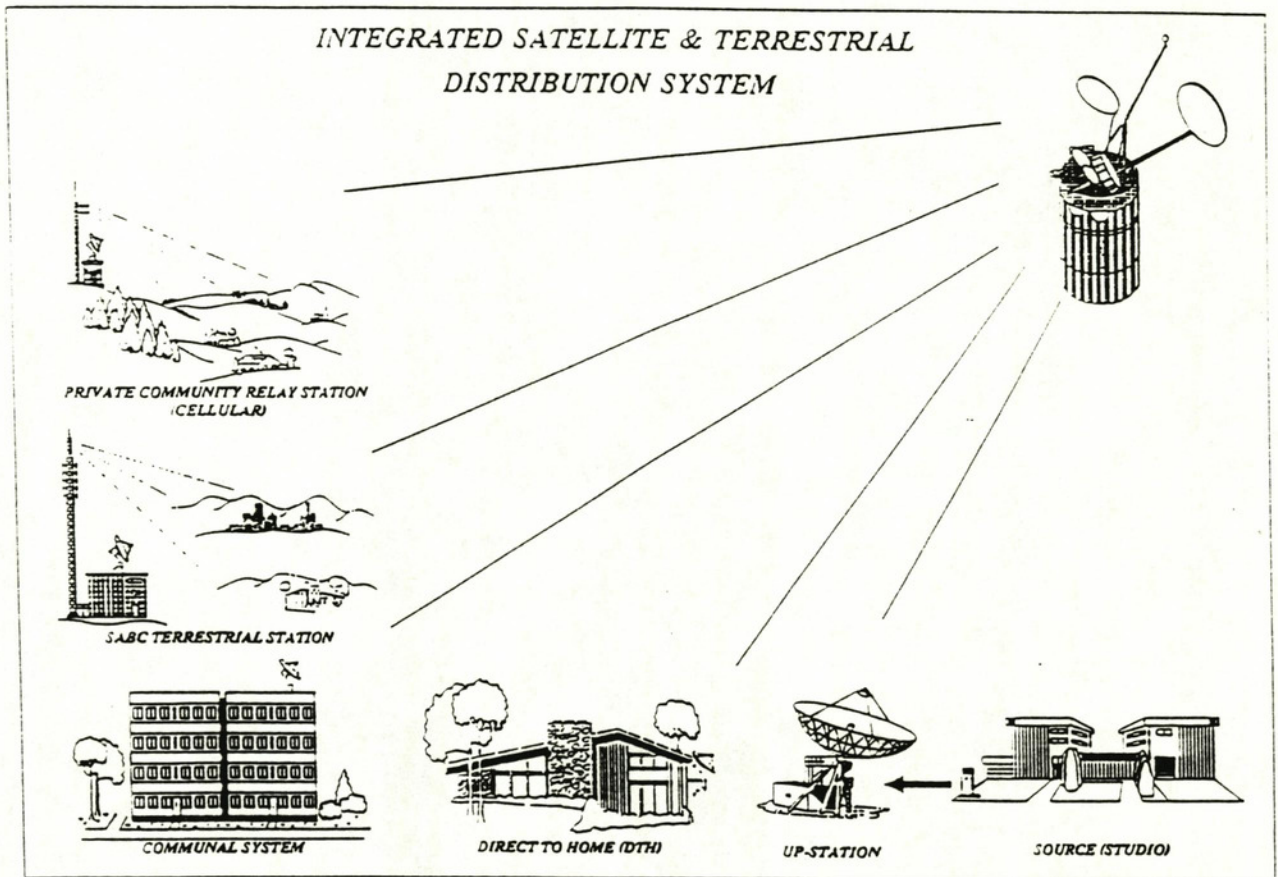 INTEGRATED SATELLITE & TERRESTRIAL
DISTRIBUTION SYSTEM
PRIVATE COMMUNITY RELAY STATION
(CELLULAR)
SABC TERRESTRIAL STATION
COMMUNAL SYSTEM
DIRECT TO HOME (DTH)
UP-STATION
SOURCE (STUDIO)